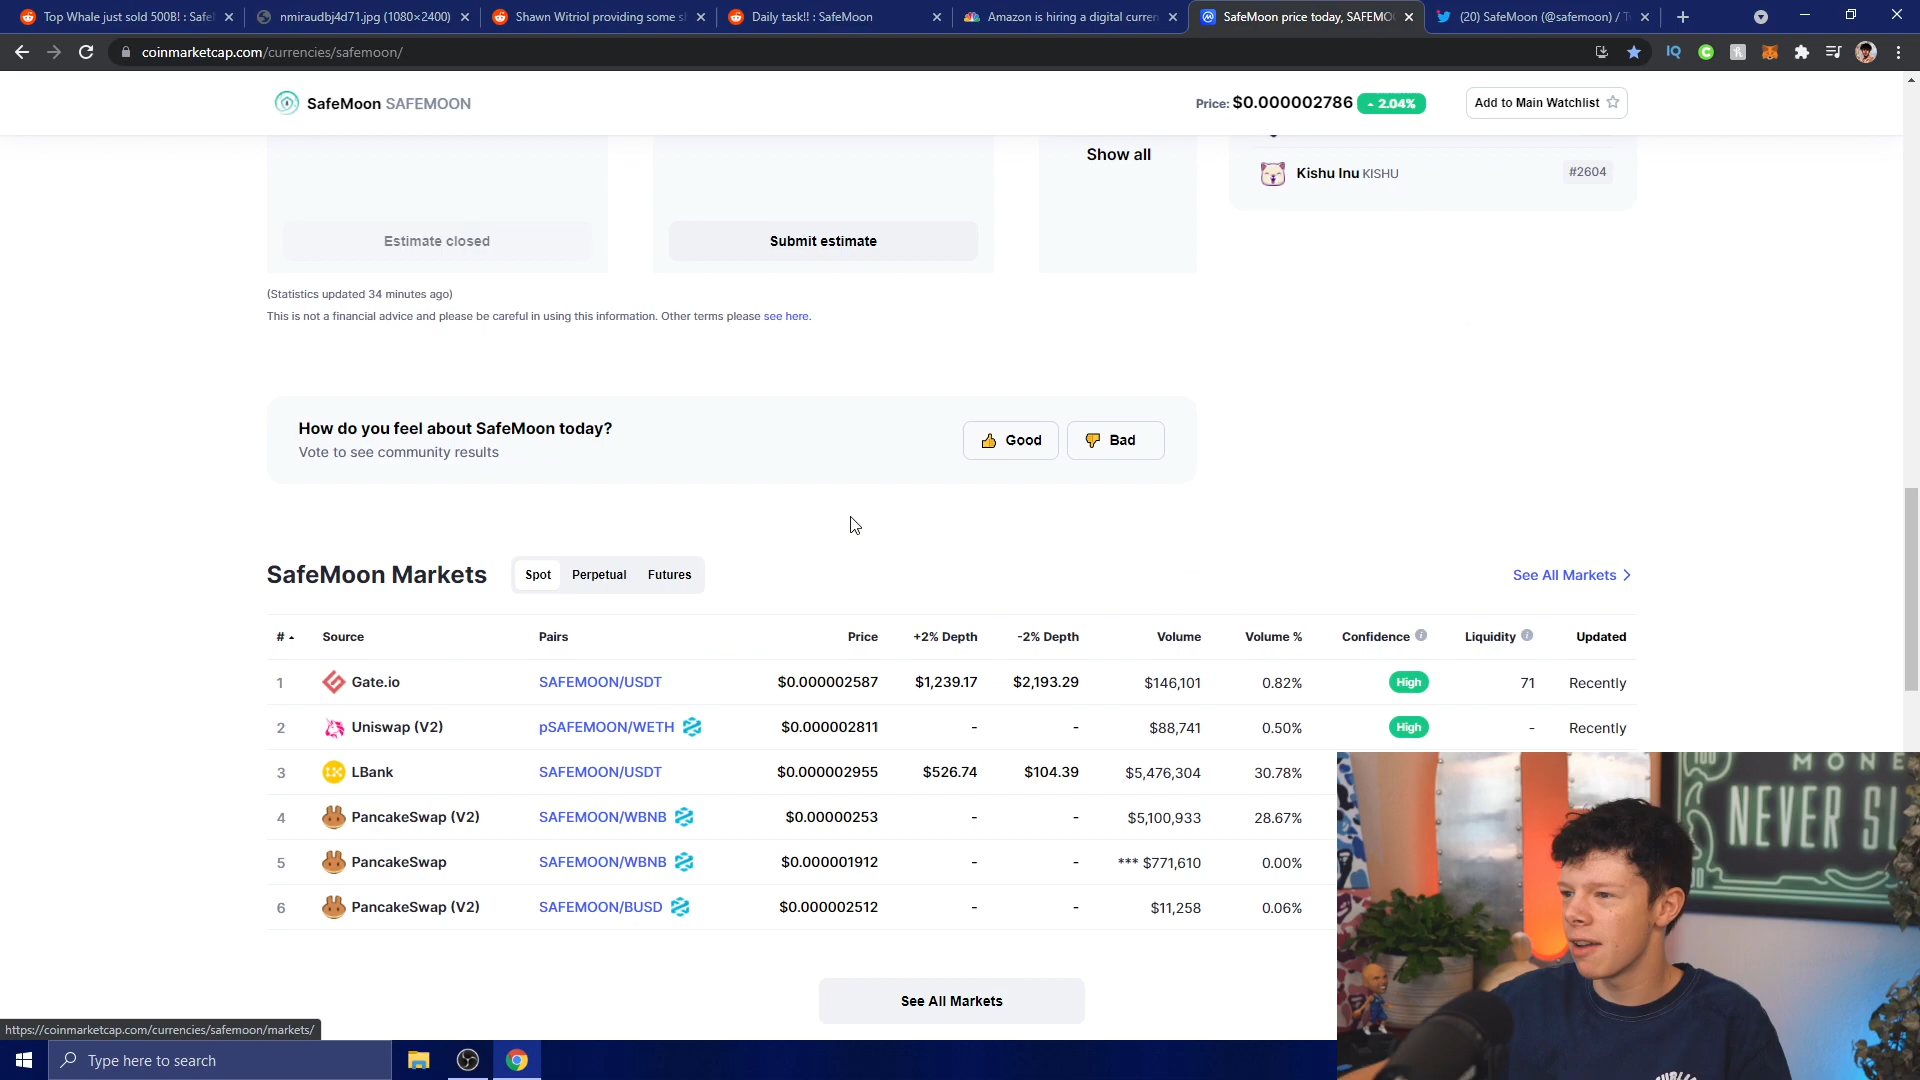 Top Whale just sold 500B! : Safe
nmiraudbj4d71.jpg (1080×2400)
Shawn Witriol providing some s
Daily task!! : SafeMoon
Amazon is hiring a digital curren
SafeMoon price today, SAFEMO
(20) SafeMoon (@safemoon) / T
coinmarketcap.com/currencies/safemoon/
SafeMoon SAFEMOON
Price: $0.000002786
2.04%
Add to Main Watchlist
Show all
Kishu Inu KISHU
#2604
Estimate closed
Submit estimate
(Statistics updated 34 minutes ago)
This is not a financial advice and please be careful in using this information. Other terms please see here.
How do you feel about SafeMoon today?
Vote to see community results
Good
Bad
SafeMoon Markets
Spot
Perpetual
Futures
See All Markets
# Source Pairs Price +2% Depth -2% Depth Volume Volume % Confidence Liquidity Updated
1 Gate.io SAFEMOON/USDT $0.000002587 $1,239.17 $2,193.29 $146,101 0.82% High 71 Recently
2 Uniswap (V2) pSAFEMOON/WETH $0.000002811 - - $88,741 0.50% High - Recently
3 LBank SAFEMOON/USDT $0.000002955 $526.74 $104.39 $5,476,304 30.78%
4 PancakeSwap (V2) SAFEMOON/WBNB $0.00000253 - - $5,100,933 28.67%
5 PancakeSwap SAFEMOON/WBNB $0.000001912 - - *** $771,610 0.00%
6 PancakeSwap (V2) SAFEMOON/BUSD $0.000002512 - - $11,258 0.06%
See All Markets
https://coinmarketcap.com/currencies/safemoon/markets/
Type here to search
MONE
NEVER SL